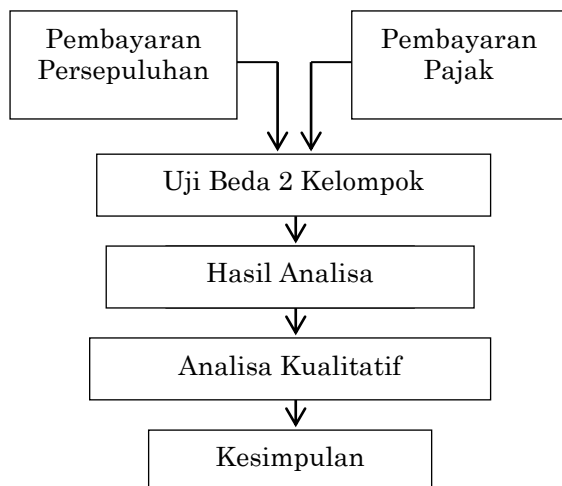 Pembayaran
Persepuluhan
Pembayaran
Pajak
Uji Beda 2 Kelompok
Hasil Analisa
Analisa Kualitatif
Kesimpulan